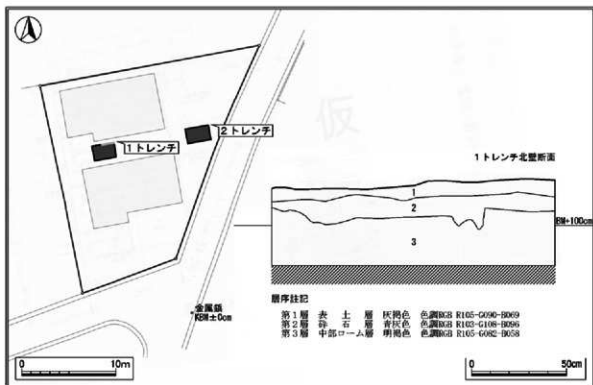 仮
1トレンチ
2トレンチ
1トレンチ北壁断面
1
2
BM+100cm
3
金属鋲
KBM±0cm
層序註記
第1層 表土層 灰褐色 色調RGB R105-G090-B069
第2層 砕石層 青灰色 色調RGB R103-G108-B096
第3層 中部ローム層 明褐色 色調RGB R105-G082-B058
0 10m
0 50cm